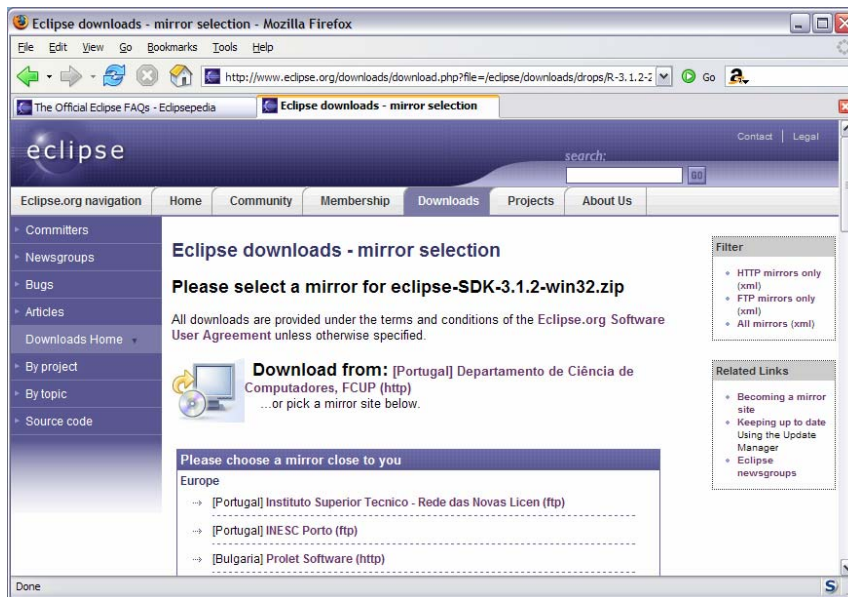 Eclipse downloads - mirror selection - Mozilla Firefox
File Edit View Go Bookmarks Tools Help
http://www.eclipse.org/downloads/download.php?file=/eclipse/downloads/drops/R-3.1.2-2 Go
The Official Eclipse FAQs - Eclipsepedia Eclipse downloads - mirror selection
Contact | Legal
eclipse
search:
GO
Eclipse.org navigation Home Community Membership Downloads Projects About Us
Committers
Newsgroups
Bugs
Articles
Downloads Home
By project
By topic
Source code
Eclipse downloads - mirror selection
Please select a mirror for eclipse-SDK-3.1.2-win32.zip
All downloads are provided under the terms and conditions of the Eclipse.org Software
User Agreement unless otherwise specified.
Download from: [Portugal] Departamento de Ciência de
Computadores, FCUP (http)
...or pick a mirror site below.
Please choose a mirror close to you
Europe
[Portugal] Instituto Superior Tecnico - Rede das Novas Licen (ftp)
[Portugal] INESC Porto (ftp)
[Bulgaria] Prolet Software (http)
Filter
HTTP mirrors only
(xml)
FTP mirrors only
(xml)
All mirrors (xml)
Related Links
Becoming a mirror
site
Keeping up to date
Using the Update
Manager
Eclipse
newsgroups
Done